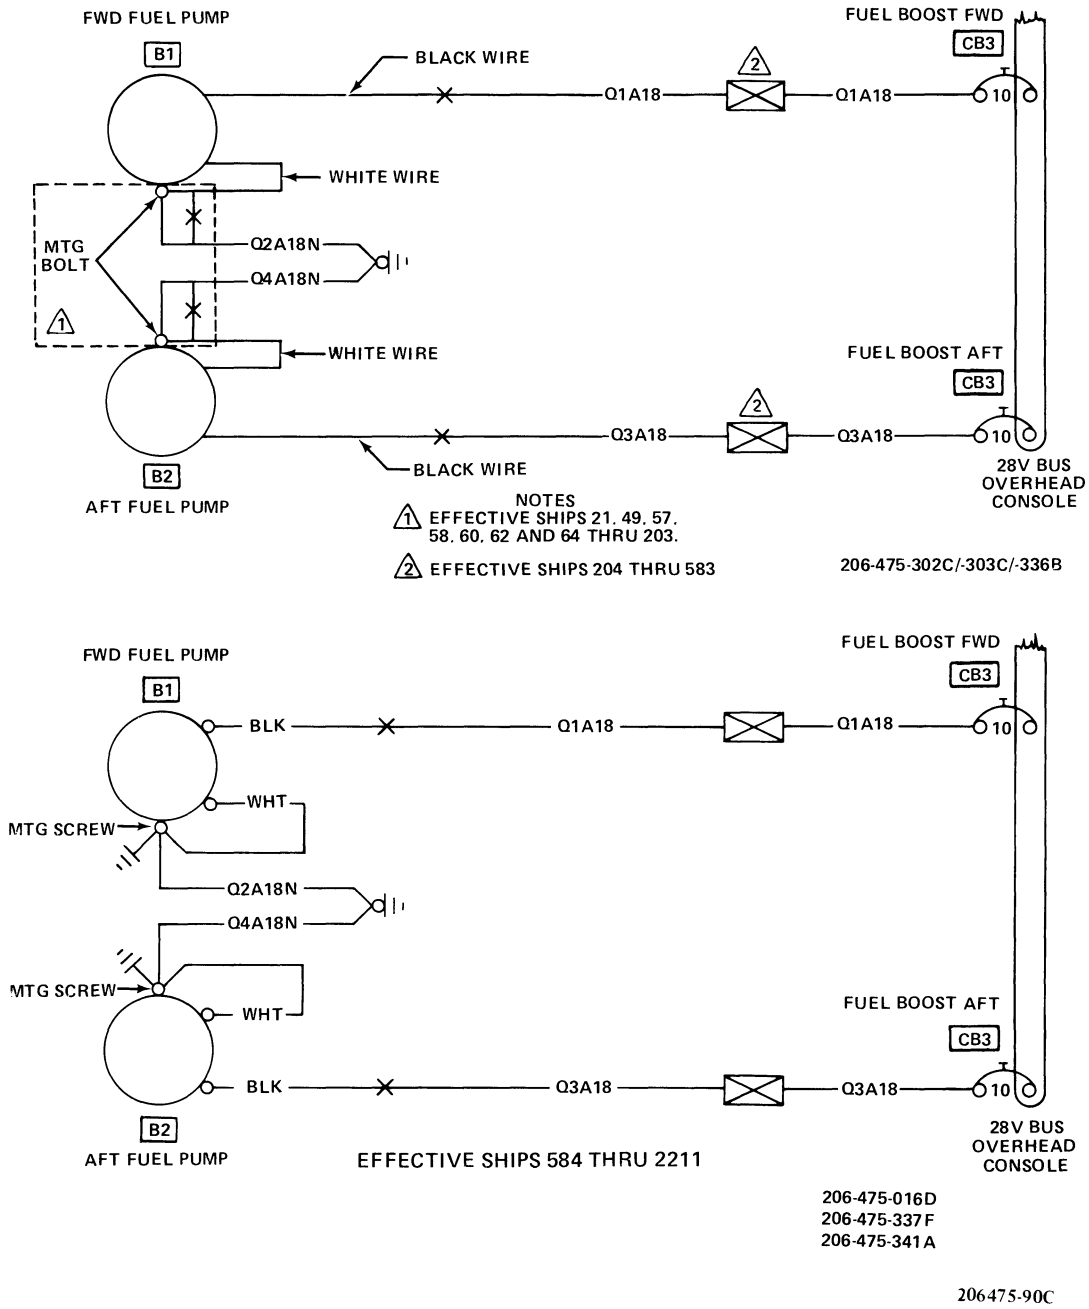 FWD FUEL PUMP
B1
BLACK WIRE
2
FUEL BOOST FWD
CB3
Q1A18
Q1A18
10
WHITE WIRE
MTG
BOLT
Q2A18N
Q4A18N
1
WHITE WIRE
FUEL BOOST AFT
CB3
2
Q3A18
Q3A18
10
BLACK WIRE
B2
AFT FUEL PUMP
28V BUS
OVERHEAD
CONSOLE
NOTES
1 EFFECTIVE SHIPS 21, 49, 57,
58, 60, 62 AND 64 THRU 203.
2 EFFECTIVE SHIPS 204 THRU 583
206-475-302C/-303C/-336B
FWD FUEL PUMP
B1
FUEL BOOST FWD
CB3
BLK
Q1A18
Q1A18
10
WHT
MTG SCREW
Q2A18N
Q4A18N
MTG SCREW
WHT
FUEL BOOST AFT
CB3
BLK
Q3A18
Q3A18
10
B2
AFT FUEL PUMP
28V BUS
OVERHEAD
CONSOLE
EFFECTIVE SHIPS 584 THRU 2211
206-475-016D
206-475-337F
206-475-341A
206475-90C